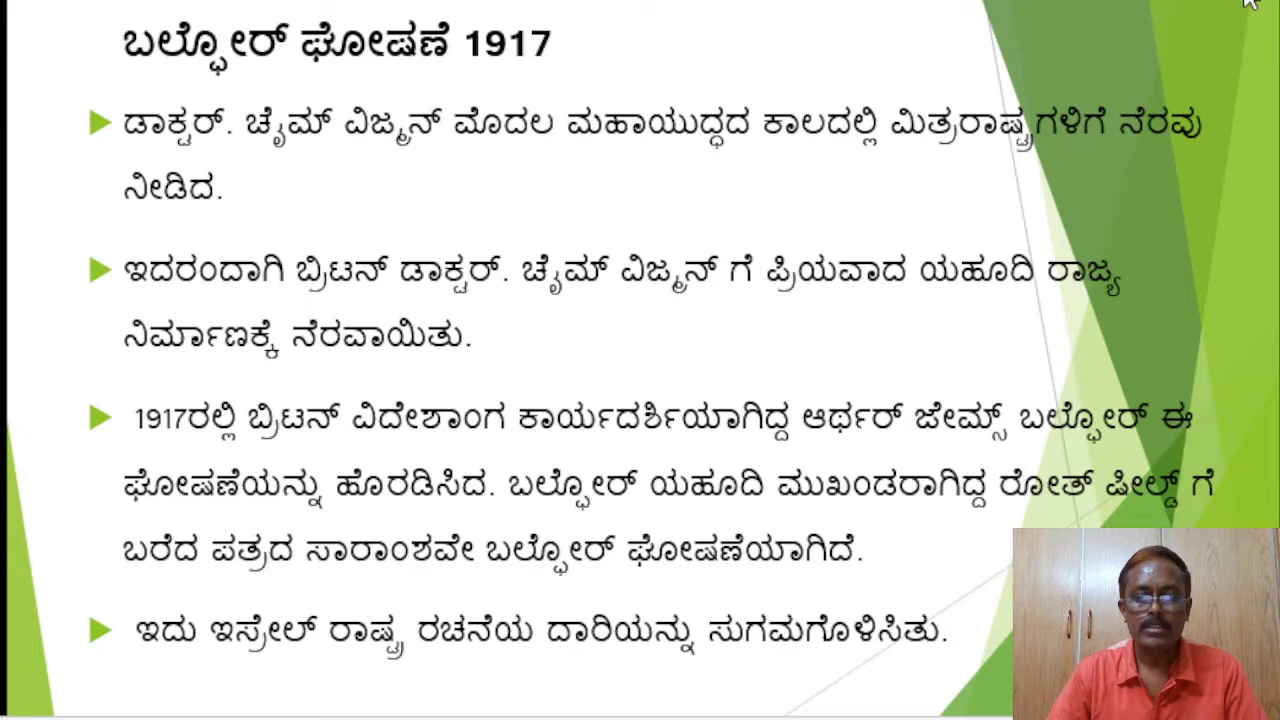 ಬಲ್ಫೋರ್ ಘೋಷಣೆ 1917
ಡಾಕ್ಟರ್. ಚೈಮ್ ವಿಜ್ಮನ್ ಮೊದಲ ಮಹಾಯುದ್ಧದ ಕಾಲದಲ್ಲಿ ಮಿತ್ರರಾಷ್ಟ್ರಗಳಿಗೆ ನೆರವು
ನೀಡಿದ.
ಇದರಂದಾಗಿ ಬ್ರಿಟನ್ ಡಾಕ್ಟರ್. ಚೈಮ್ ವಿಜ್ಮನ್ ಗೆ ಪ್ರಿಯವಾದ ಯಹೂದಿ ರಾಜ್ಯ
ನಿರ್ಮಾಣಕ್ಕೆ ನೆರವಾಯಿತು.
1917ರಲ್ಲಿ ಬ್ರಿಟನ್ ವಿದೇಶಾಂಗ ಕಾರ್ಯದರ್ಶಿಯಾಗಿದ್ದ ಆರ್ಥರ್ ಜೇಮ್ಸ್ ಬಲ್ಫೋರ್ ಈ
ಘೋಷಣೆಯನ್ನು ಹೊರಡಿಸಿದ. ಬಲ್ಫೋರ್ ಯಹೂದಿ ಮುಖಂಡರಾಗಿದ್ದ ರೋತ್ ಷೀಲ್ಡ್ ಗೆ
ಬರೆದ ಪತ್ರದ ಸಾರಾಂಶವೇ ಬಲ್ಫೋರ್ ಘೋಷಣೆಯಾಗಿದೆ.
ಇದು ಇಸ್ರೇಲ್ ರಾಷ್ಟ್ರ ರಚನೆಯ ದಾರಿಯನ್ನು ಸುಗಮಗೊಳಿಸಿತು.